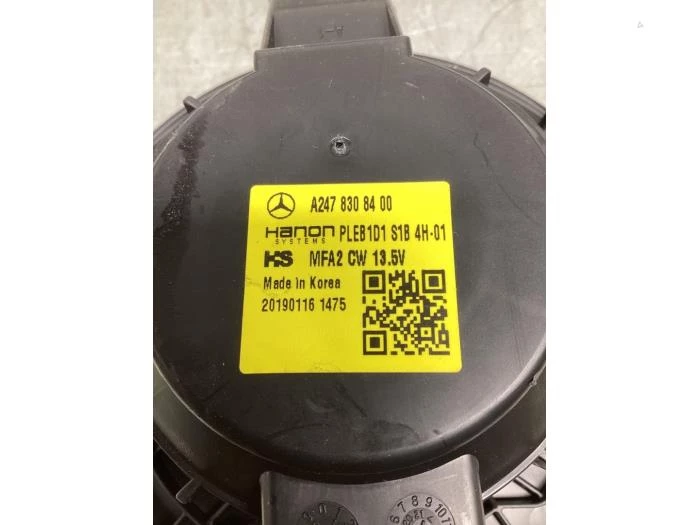 A247 830 84 00
Hanon PLEB1D1 S1B 4H-01
SYSTEMS
HS MFA2 CW 13.5V
Made in Korea
20190116 1475